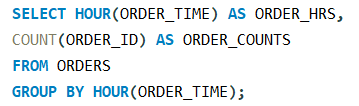 SELECT HOUR(ORDER_TIME) AS ORDER_HRS,
COUNT(ORDER_ID) AS ORDER_COUNTS
FROM ORDERS
GROUP BY HOUR(ORDER_TIME);